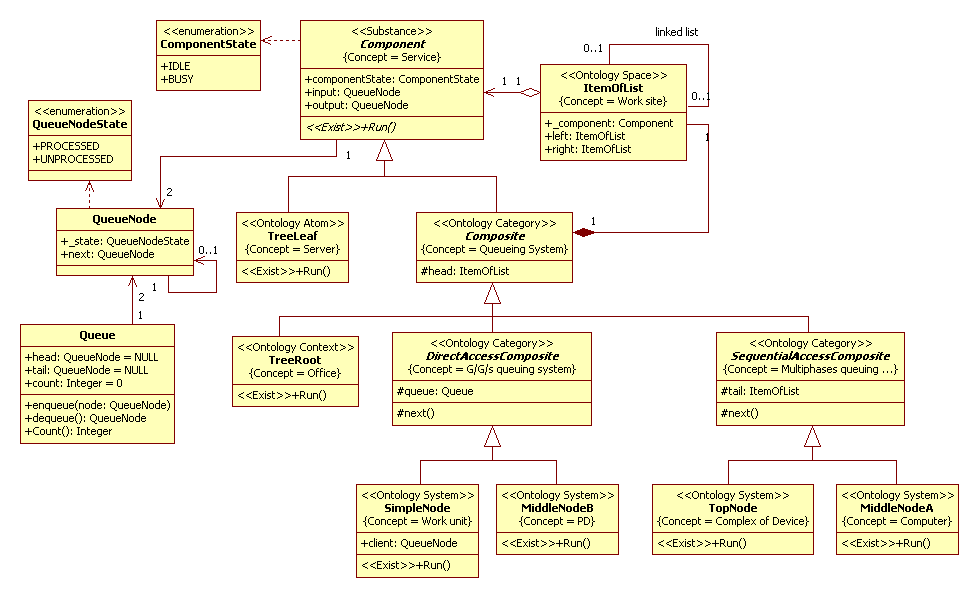 <<enumeration>>
ComponentState
+IDLE
+BUSY
<<Substance>>
Component
{Concept = Service}
+componentState: ComponentState
+input: QueueNode
+output: QueueNode
<<Exist>>+Run()
linked list
0..1
0..1
1
1
1
<<Ontology Space>>
ItemOfList
{Concept = Work site}
+_component: Component
+left: ItemOfList
+right: ItemOfList
<<enumeration>>
QueueNodeState
+PROCESSED
+UNPROCESSED
1
2
QueueNode
+_state: QueueNodeState
+next: QueueNode
0..1
1
2
1
<<Ontology Atom>>
TreeLeaf
{Concept = Server}
<<Exist>>+Run()
<<Ontology Category>>
Composite
{Concept = Queueing System}
#head: ItemOfList
1
Queue
+head: QueueNode = NULL
+tail: QueueNode = NULL
+count: Integer = 0
+enqueue(node: QueueNode)
+dequeue(): QueueNode
+Count(): Integer
<<Ontology Context>>
TreeRoot
{Concept = Office}
<<Exist>>+Run()
<<Ontology Category>>
DirectAccessComposite
{Concept = G/G/s queuing system}
#queue: Queue
#next()
<<Ontology Category>>
SequentialAccessComposite
{Concept = Multiphases queuing ...}
#tail: ItemOfList
#next()
<<Ontology System>>
SimpleNode
{Concept = Work unit}
+client: QueueNode
<<Exist>>+Run()
<<Ontology System>>
MiddleNodeB
{Concept = PD}
<<Exist>>+Run()
<<Ontology System>>
TopNode
{Concept = Complex of Device}
<<Exist>>+Run()
<<Ontology System>>
MiddleNodeA
{Concept = Computer}
<<Exist>>+Run()